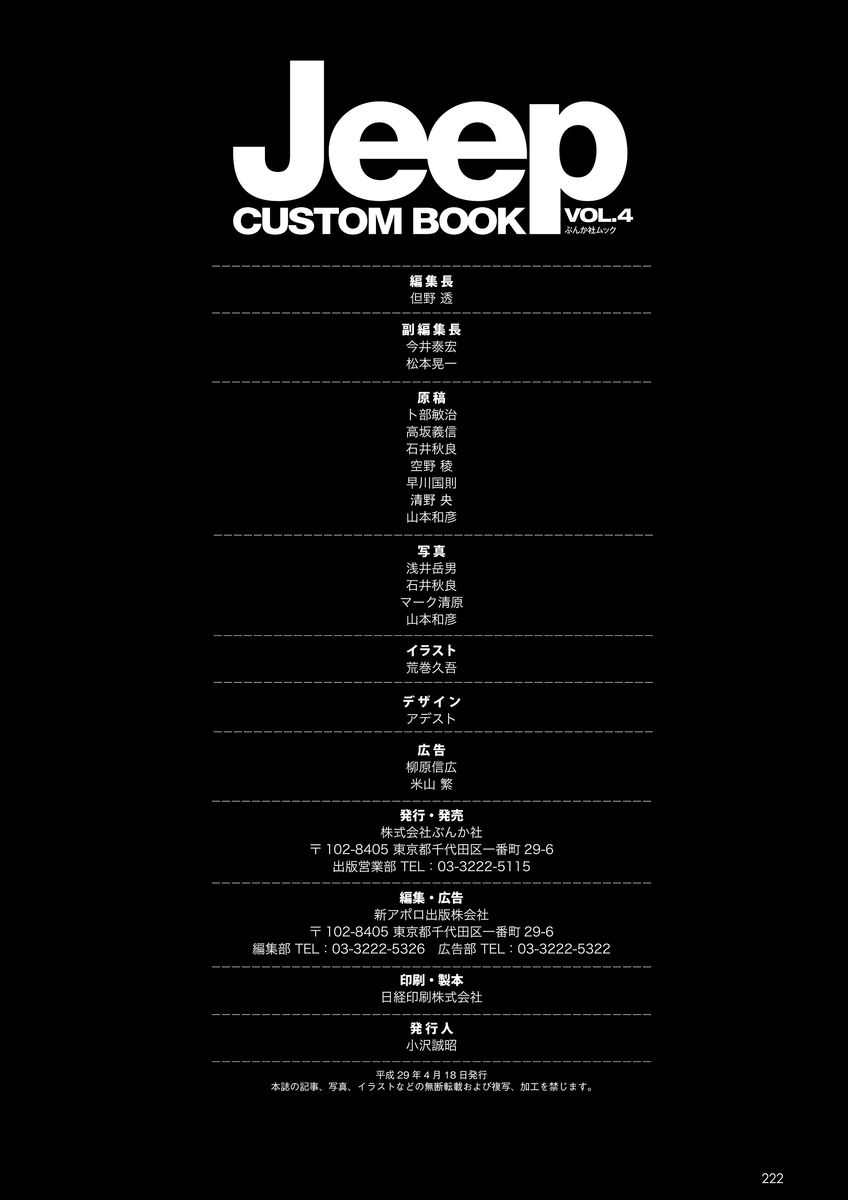 Jeep
CUSTOM BOOK VOL.4
ぶんか社ムック
編集長
但野 透
副編集長
今井泰宏
松本晃一
原稿
卜部敏治
高坂義信
石井秋良
空野 稜
早川国則
清野 央
山本和彦
写真
浅井岳男
石井秋良
マーク清原
山本和彦
イラスト
荒巻久吾
デザイン
アデスト
広告
柳原信広
米山 繁
発行・発売
株式会社ぶんか社
〒102-8405 東京都千代田区一番町 29-6
出版営業部 TEL：03-3222-5115
編集・広告
新アポロ出版株会社
〒102-8405 東京都千代田区一番町 29-6
編集部 TEL：03-3222-5326　広告部 TEL：03-3222-5322
印刷・製本
日経印刷株式会社
発行人
小沢誠昭
平成 29 年 4 月 18 日発行
本誌の記事、写真、イラストなどの無断転載および複写、加工を禁じます。
222